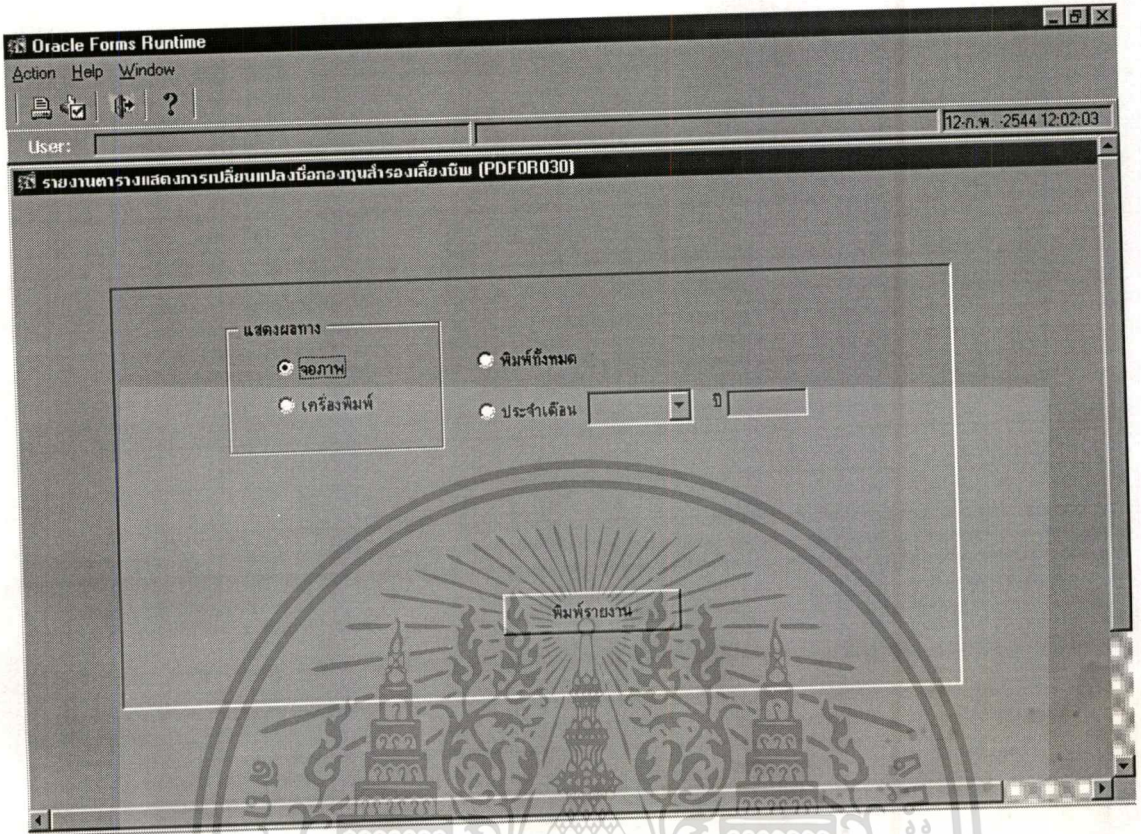 Oracle Forms Runtime
Action Help Window
?
User:
12-ก.พ. -2544 12:02:03
รายงานตารางแสดงการเปลี่ยนแปลงชื่อกองทุนสำรองเลี้ยงชีพ (PDFOR030)
แสดงผลทาง
จอภาพ
พิมพ์ทั้งหมด
เครื่องพิมพ์
ประจำเดือน ปี
พิมพ์รายงาน